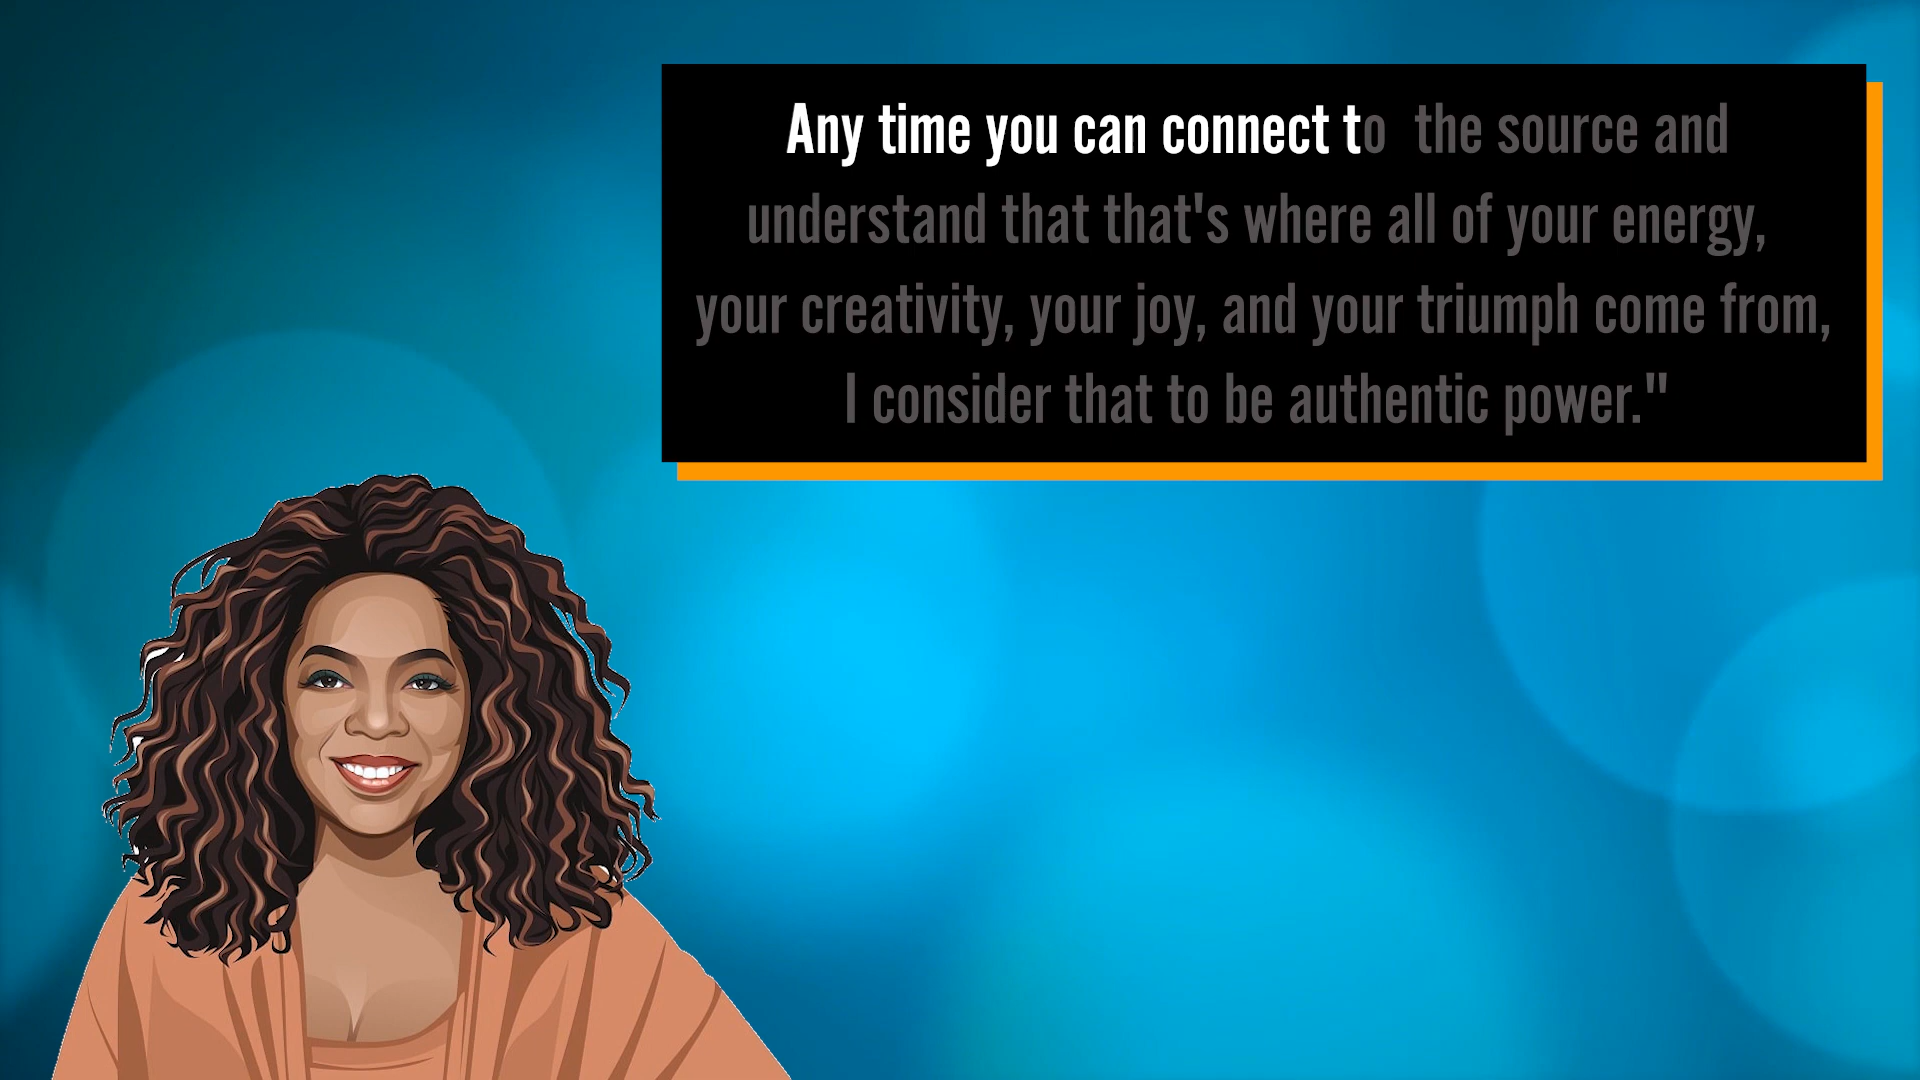 Any time you can connect to the source and
understand that that's where all of your energy,
your creativity, your joy, and your triumph come from,
I consider that to be authentic power."